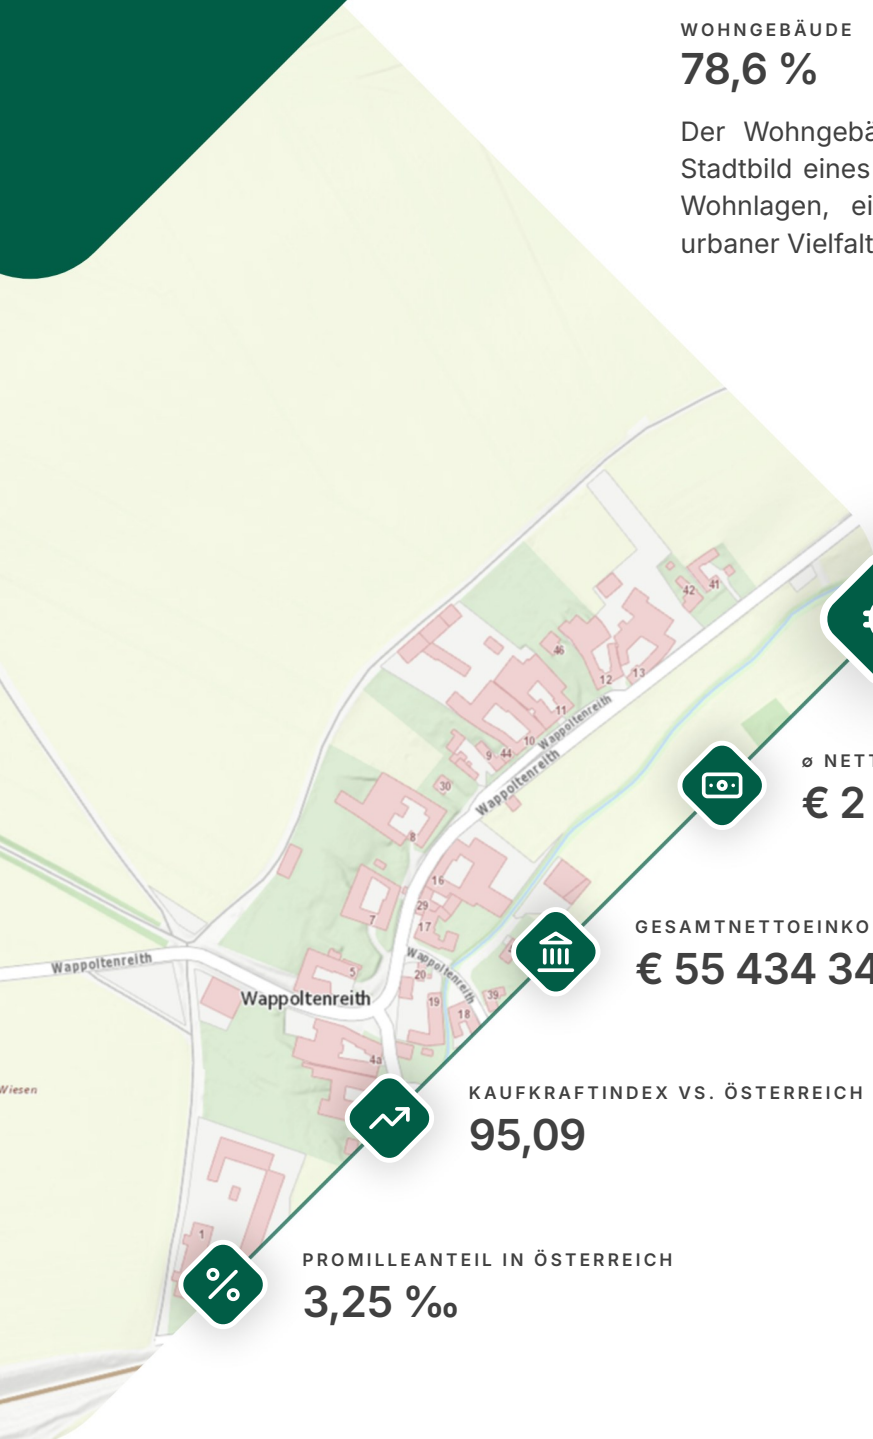 WOHNGEBÄUDE
78,6 %
Der Wohngebä
Stadtbild eines
Wohnlagen, ei
urbaner Vielfalt
42
41
46
12
13
11
Wappoltenreith
10
9
44
Wappoltenreith
30
8
16
29
7
17
Wappoltenreith
5
20
Wappoltenreith
Wappoltenreith
19
39
18
4a
Wiesen
1
ø NETT
€ 2
GESAMTNETTOEINKO
€ 55 434 34
KAUFKRAFTINDEX VS. ÖSTERREICH
95,09
PROMILLEANTEIL IN ÖSTERREICH
3,25 ‰